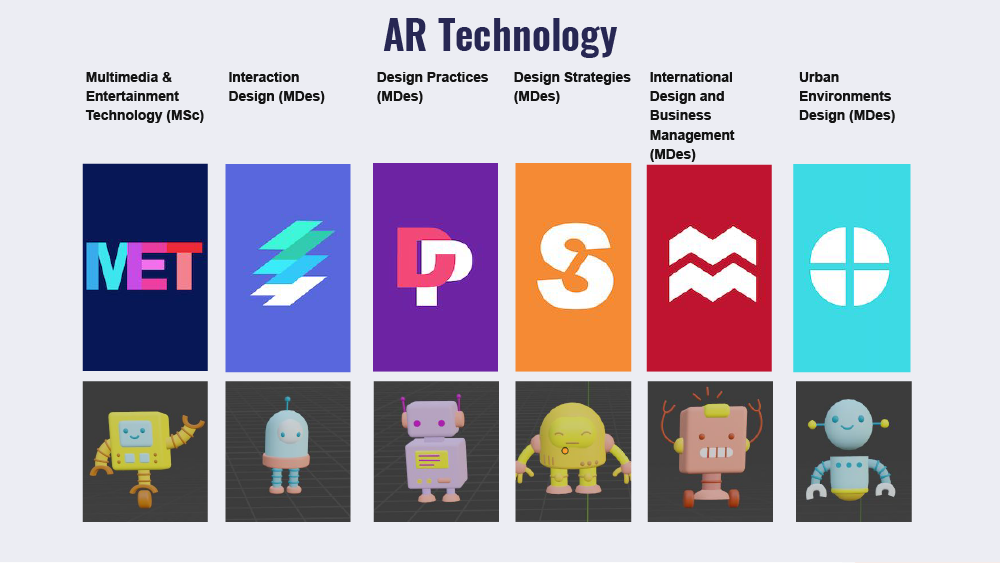 AR Technology
Multimedia &
Entertainment
Technology (MSc)
Interaction
Design (MDes)
Design Practices
(MDes)
Design Strategies
(MDes)
International
Design and
Business
Management
(MDes)
Urban
Environments
Design (MDes)
MET
DP
S